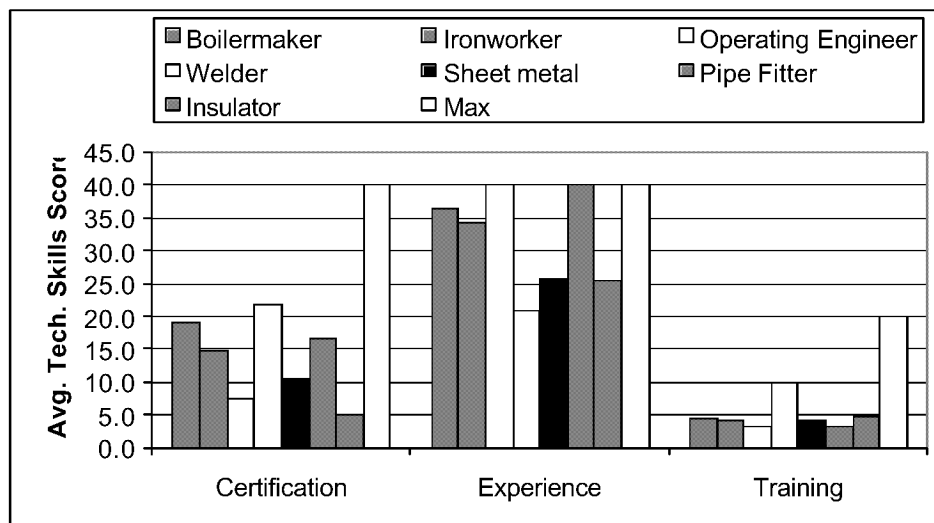 Boilermaker Ironworker Operating Engineer
Welder Sheet metal Pipe Fitter
Insulator Max
Avg. Tech. Skills Score
45.0
40.0
35.0
30.0
25.0
20.0
15.0
10.0
5.0
0.0
Certification Experience Training